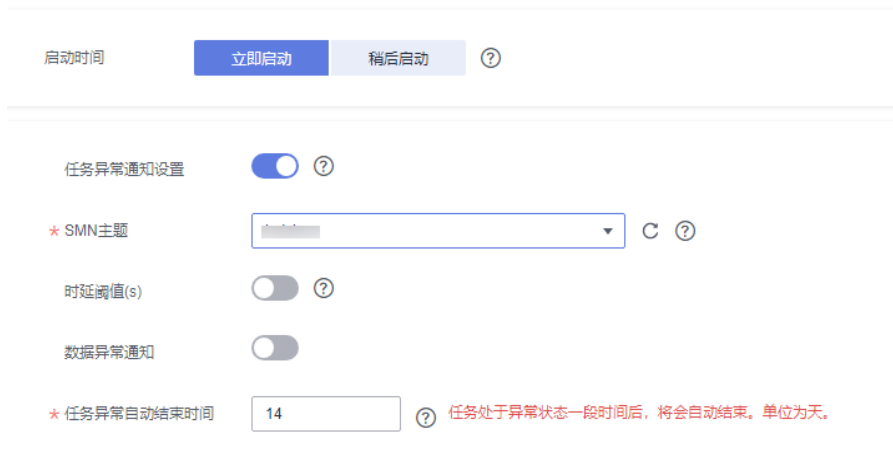 启动时间 立即启动 稍后启动
任务异常通知设置
* SMN主题
时延阈值(s)
数据异常通知
* 任务异常自动结束时间 14 任务处于异常状态一段时间后，将会自动结束。单位为天。